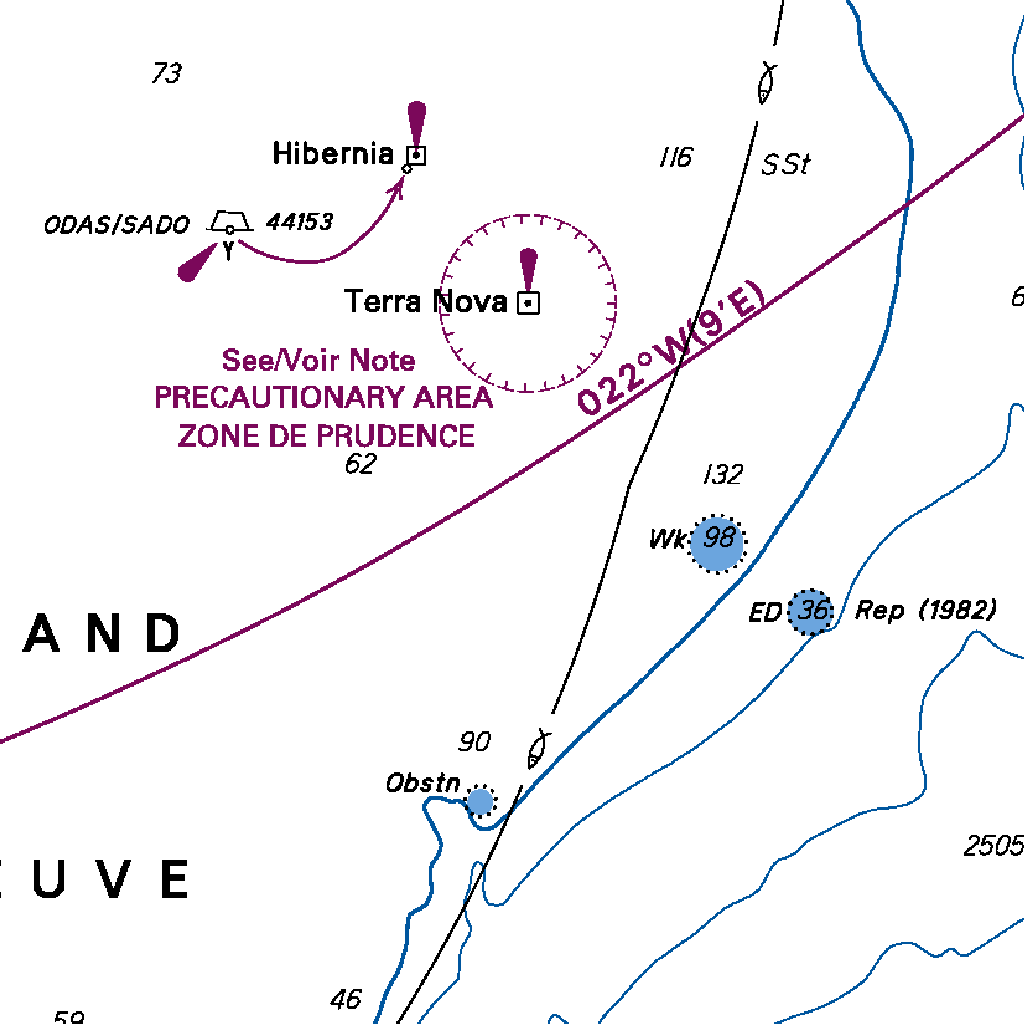 73
Hibernia
116
SSt
ODAS/SADO 44153
Terra Nova
022°W(9'E)
See/Voir Note
PRECAUTIONARY AREA
ZONE DE PRUDENCE
62
132
Wk 98
ED 36 Rep (1982)
AND
90
Obstn
2505
EUVE
46
59